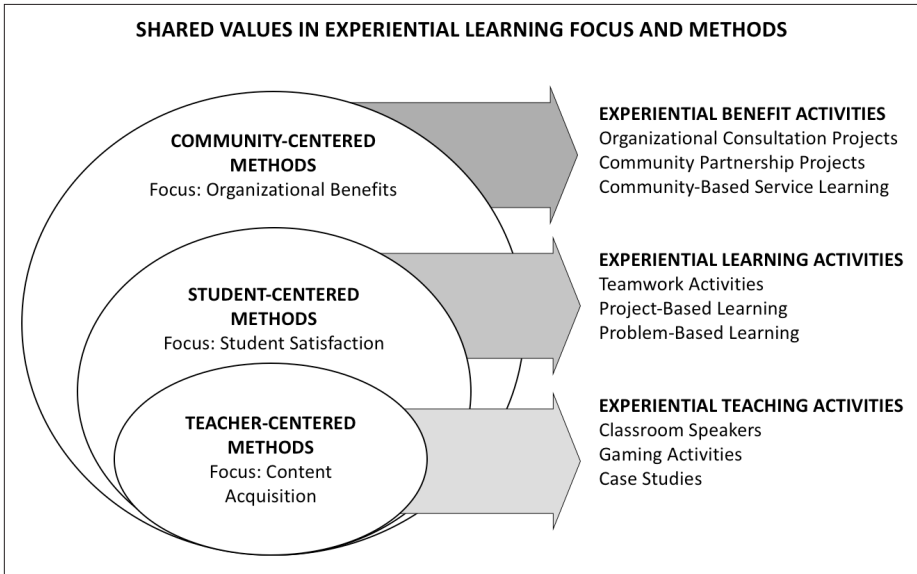 SHARED VALUES IN EXPERIENTIAL LEARNING FOCUS AND METHODS
COMMUNITY-CENTERED
METHODS
Focus: Organizational Benefits
EXPERIENTIAL BENEFIT ACTIVITIES
Organizational Consultation Projects
Community Partnership Projects
Community-Based Service Learning
STUDENT-CENTERED
METHODS
Focus: Student Satisfaction
EXPERIENTIAL LEARNING ACTIVITIES
Teamwork Activities
Project-Based Learning
Problem-Based Learning
TEACHER-CENTERED
METHODS
Focus: Content
Acquisition
EXPERIENTIAL TEACHING ACTIVITIES
Classroom Speakers
Gaming Activities
Case Studies